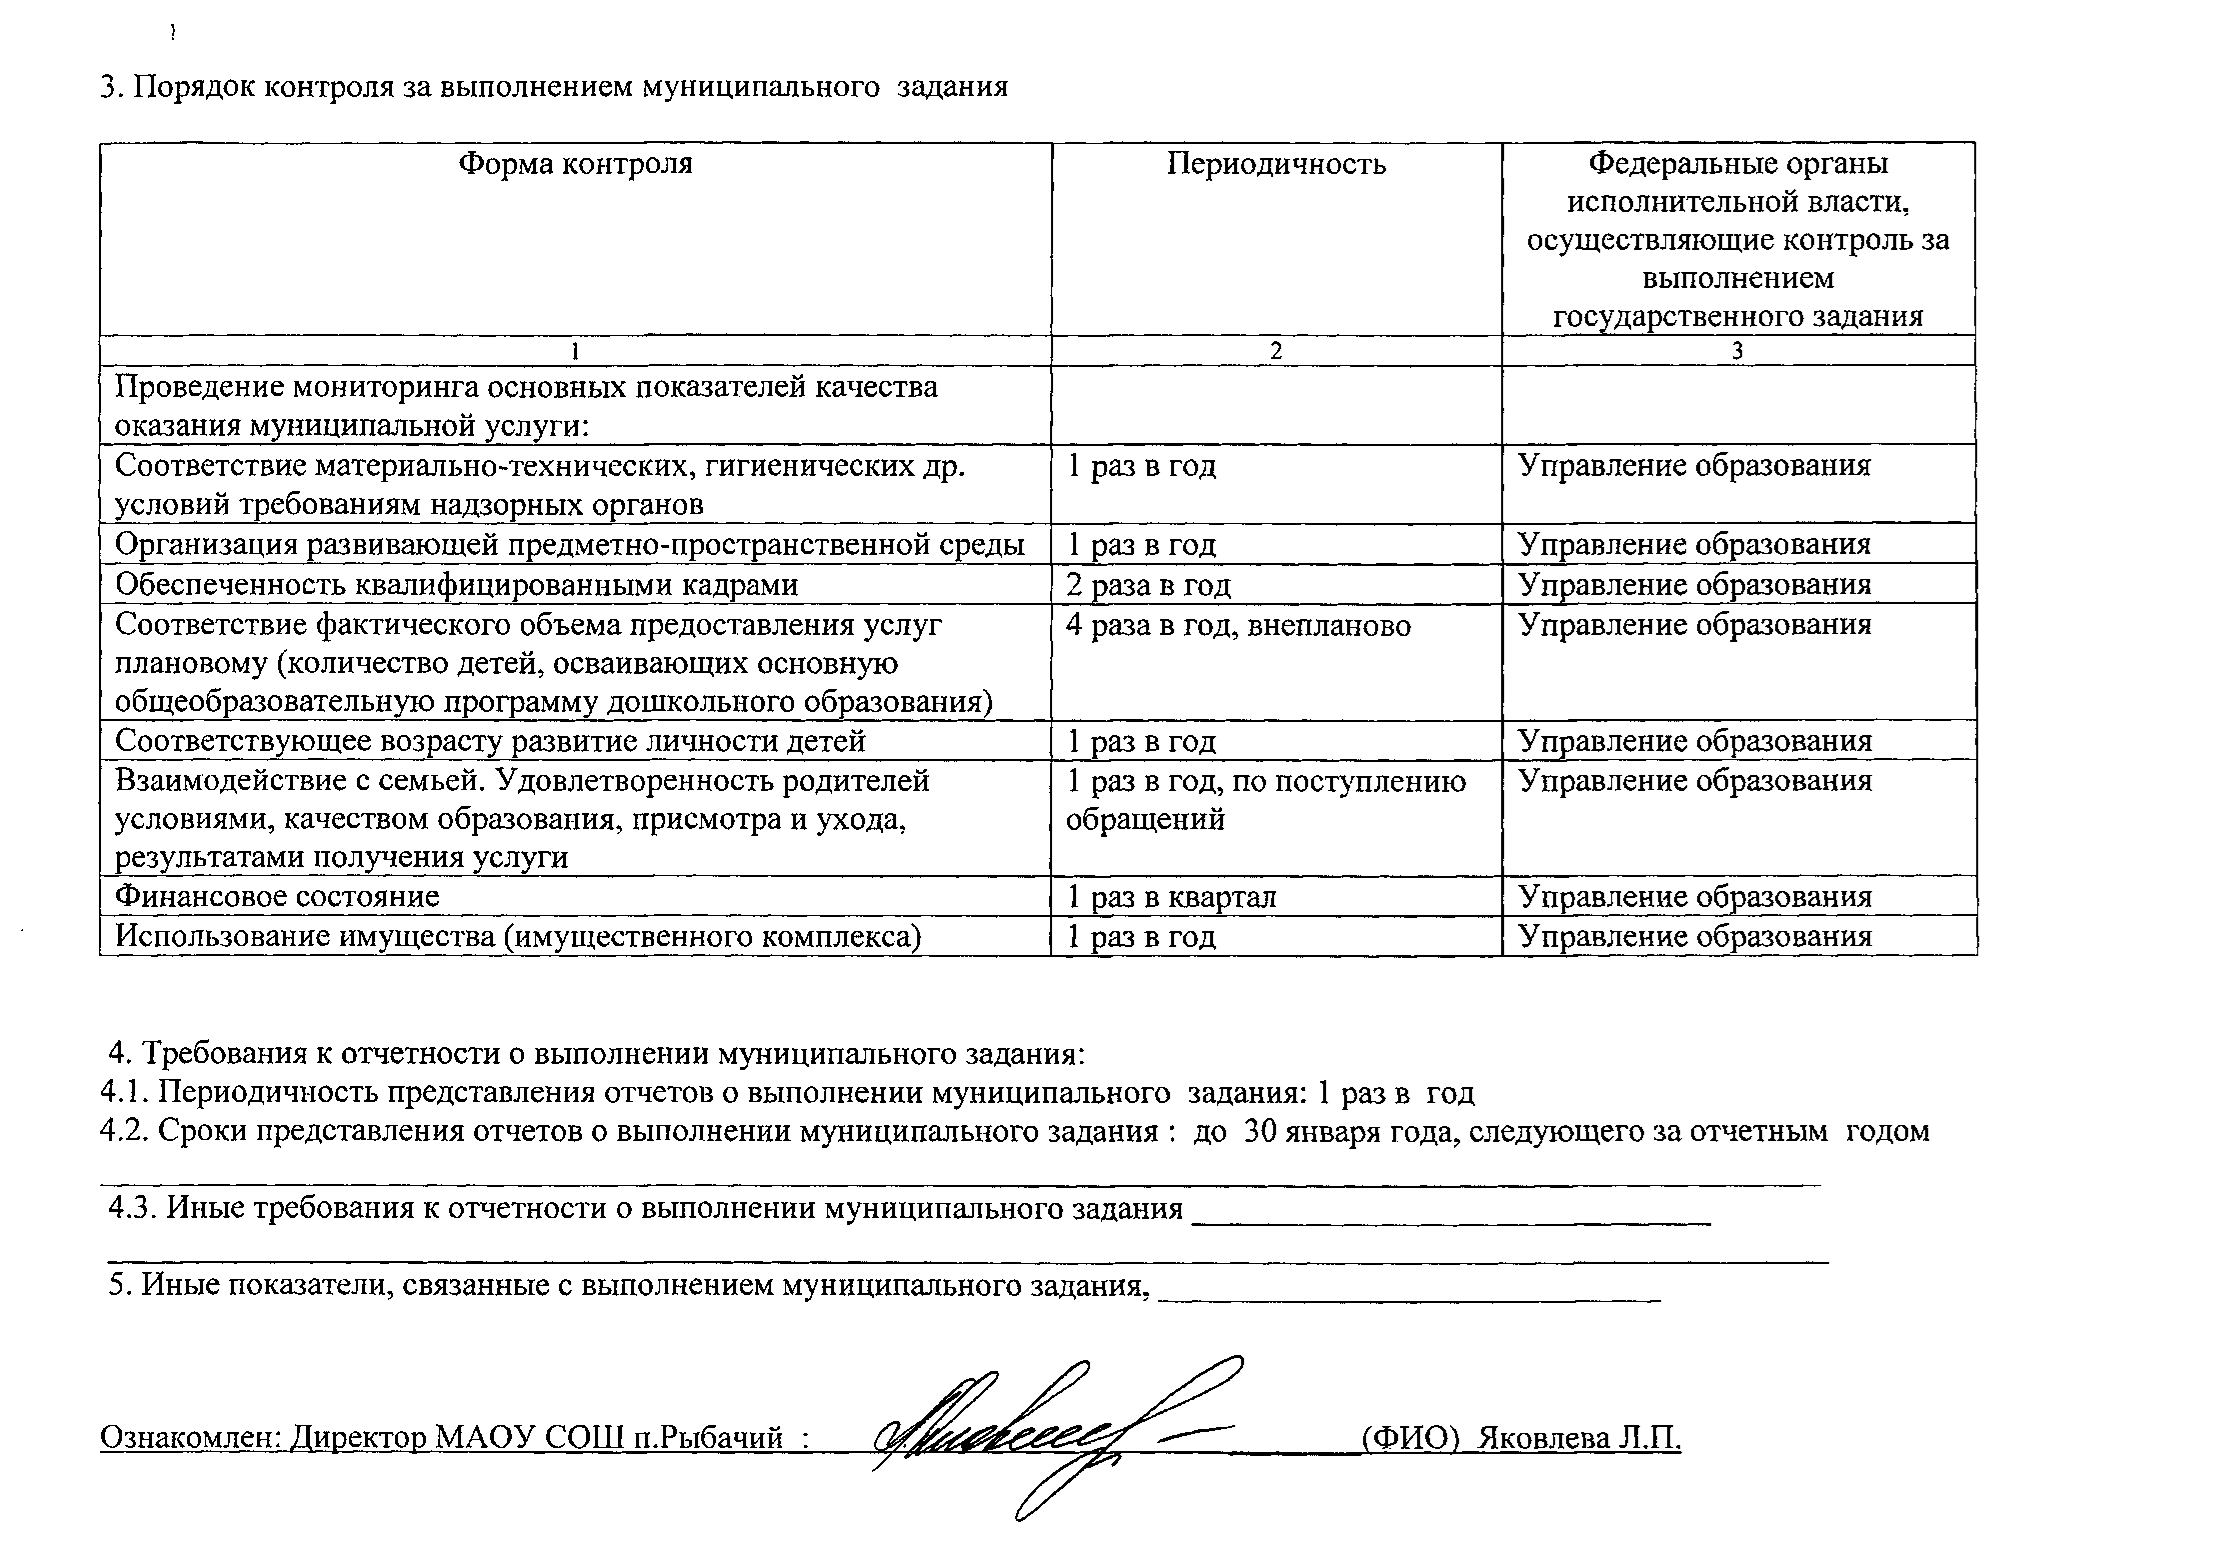 3. Порядок контроля за выполнением муниципального задания
Форма контроля
Периодичность
Федеральные органы
исполнительной власти,
осуществляющие контроль за
выполнением
государственного задания
1
2
3
Проведение мониторинга основных показателей качества
оказания муниципальной услуги:
Соответствие материально-технических, гигиенических др.
условий требованиям надзорных органов
1 раз в год
Управление образования
Организация развивающей предметно-пространственной среды
1 раз в год
Управление образования
Обеспеченность квалифицированными кадрами
2 раза в год
Управление образования
Соответствие фактического объема предоставления услуг
плановому (количество детей, осваивающих основную
общеобразовательную программу дошкольного образования)
4 раза в год, внепланово
Управление образования
Соответствующее возрасту развитие личности детей
1 раз в год
Управление образования
Взаимодействие с семьей. Удовлетворенность родителей
условиями, качеством образования, присмотра и ухода,
результатами получения услуги
1 раз в год, по поступлению
обращений
Управление образования
Финансовое состояние
1 раз в квартал
Управление образования
Использование имущества (имущественного комплекса)
1 раз в год
Управление образования
4. Требования к отчетности о выполнении муниципального задания:
4.1. Периодичность представления отчетов о выполнении муниципального задания: 1 раз в год
4.2. Сроки представления отчетов о выполнении муниципального задания : до 30 января года, следующего за отчетным годом
4.3. Иные требования к отчетности о выполнении муниципального задания
5. Иные показатели, связанные с выполнением муниципального задания,
Ознакомлен: Директор МАОУ СОШ п.Рыбачий : (ФИО) Яковлева Л.П.